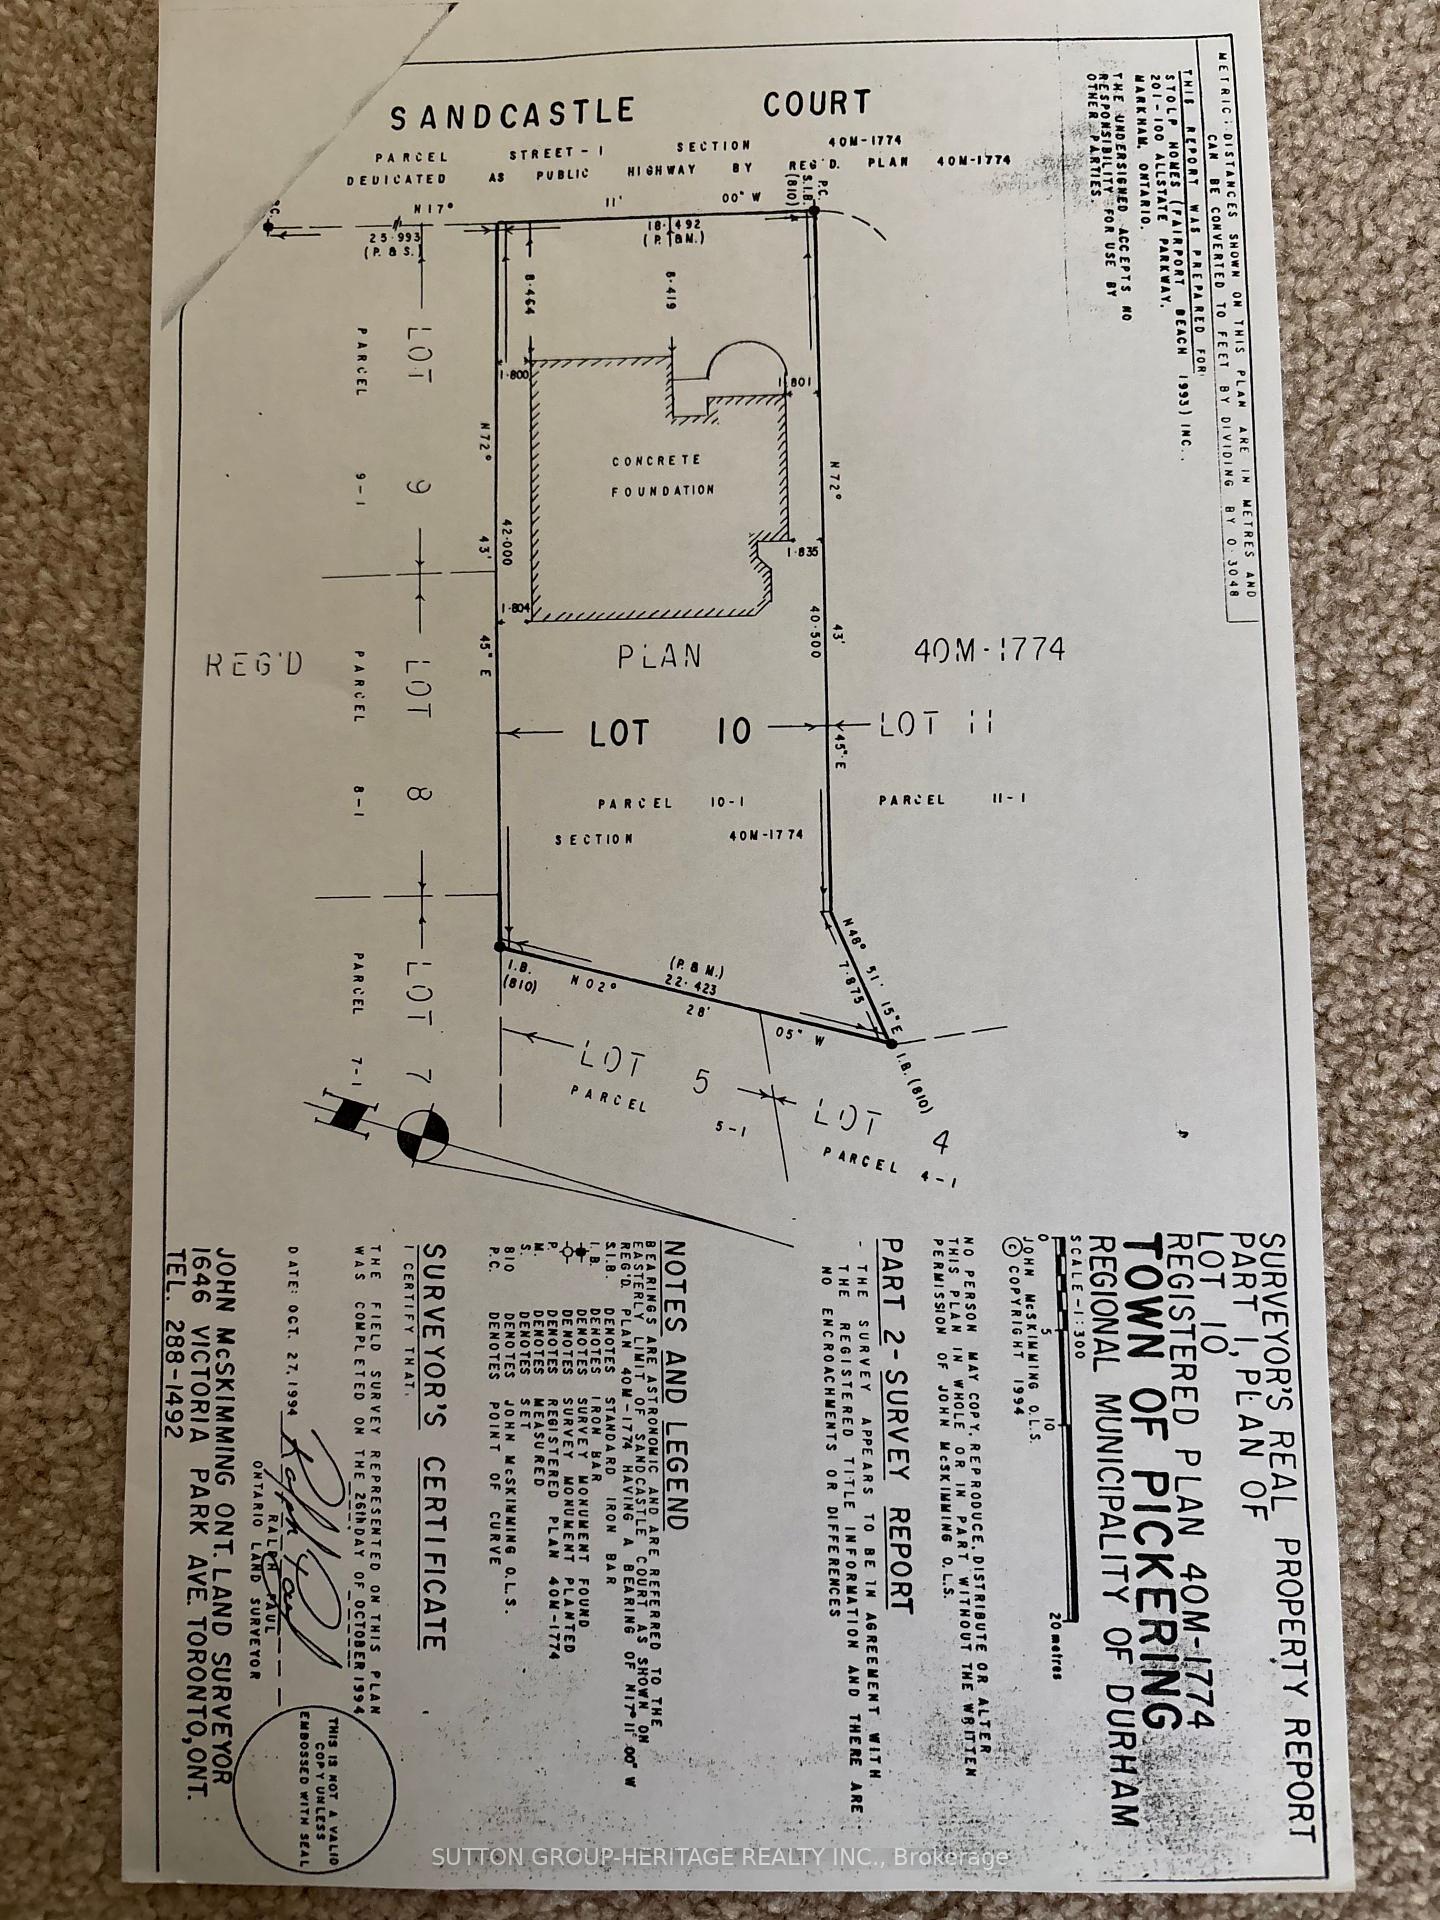 METRIC: DISTANCES SHOWN ON THIS PLAN ARE IN METRES AND
CAN BE CONVERTED TO FEET BY DIVIDING BY 0·3048
THIS REPORT WAS PREPARED FOR:
STOLP HOMES (FAIRPORT BEACH 1993) INC.,
201-100 ALLSTATE PARKWAY,
MARKHAM, ONTARIO.
THE UNDERSIGNED ACCEPTS NO
RESPONSIBILITY FOR USE BY
OTHER PARTIES.
SANDCASTLE COURT
PARCEL STREET-1 SECTION 40M-1774
DEDICATED AS PUBLIC HIGHWAY BY REG'D. PLAN 40M-1774
P.C.
S.I.B.
(810)
N17° 11' 00" W
25·993
(P. & S.)
18·492
(P. & M.)
8·464
8·419
1·800
1·801
CONCRETE
FOUNDATION
1·835
1·804
N72° 43' 45" E
42·000
N72° 43' 45" E
40·500
LOT 9
PARCEL 9-1
LOT 8
PARCEL 8-1
LOT 7
PARCEL 7-1
REG'D PLAN 40M-1774
LOT 10
PARCEL 10-1
SECTION 40M-1774
LOT 11
PARCEL 11-1
N48° 51' 15" E
7·875
I.B.
(810)
(P. & M.)
22·423
N02° 28' 05" W
I.B. (810)
LOT 5
PARCEL 5-1
LOT 4
PARCEL 4-1
SURVEYOR'S REAL PROPERTY REPORT
PART 1, PLAN OF
LOT 10
REGISTERED PLAN 40M-1774
TOWN OF PICKERING
REGIONAL MUNICIPALITY OF DURHAM
SCALE-1:300
0 5 10 20 metres
JOHN McSKIMMING O.L.S.
© COPYRIGHT 1994
NO PERSON MAY COPY, REPRODUCE, DISTRIBUTE OR ALTER
THIS PLAN IN WHOLE OR IN PART WITHOUT THE WRITTEN
PERMISSION OF JOHN McSKIMMING O.L.S.
PART 2-SURVEY REPORT
- THE SURVEY APPEARS TO BE IN AGREEMENT WITH
THE REGISTERED TITLE INFORMATION AND THERE ARE
NO ENCROACHMENTS OR DIFFERENCES
NOTES AND LEGEND
BEARINGS ARE ASTRONOMIC AND ARE REFERRED TO THE
EASTERLY LIMIT OF SANDCASTLE COURT AS SHOWN ON
REG'D. PLAN 40M-1774 HAVING A BEARING OF N17° 11' 00" W
S.I.B. DENOTES STANDARD IRON BAR
I.B. DENOTES IRON BAR
DENOTES SURVEY MONUMENT FOUND
DENOTES SURVEY MONUMENT PLANTED
P. DENOTES REGISTERED PLAN 40M-1774
M. DENOTES MEASURED
S. DENOTES SET
810 DENOTES JOHN McSKIMMING O.L.S.
P.C. DENOTES POINT OF CURVE
SURVEYOR'S CERTIFICATE
I CERTIFY THAT:
THE FIELD SURVEY REPRESENTED ON THIS PLAN
WAS COMPLETED ON THE 26th DAY OF OCTOBER 1994
DATE: OCT. 27, 1994
RALPH PAUL
ONTARIO LAND SURVEYOR
JOHN McSKIMMING ONT. LAND SURVEYOR
1646 VICTORIA PARK AVE. TORONTO, ONT.
TEL. 288-1492
THIS IS NOT A VALID
COPY UNLESS
EMBOSSED WITH SEAL
SUTTON GROUP-HERITAGE REALTY INC., Brokerage